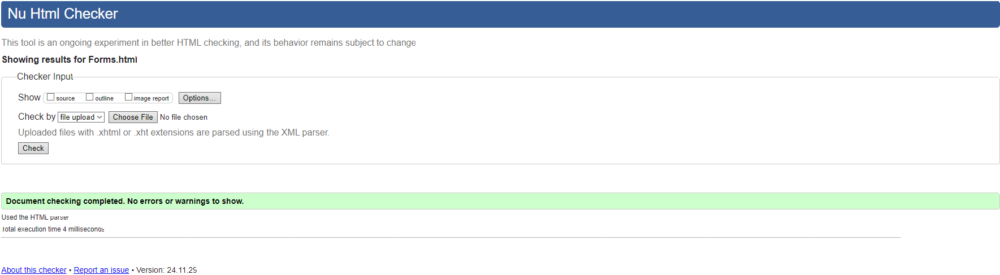 Nu Html Checker
This tool is an ongoing experiment in better HTML checking, and its behavior remains subject to change
Showing results for Forms.html
Checker Input
Show source outline image report Options...
Check by file upload Choose File No file chosen
Uploaded files with .xhtml or .xht extensions are parsed using the XML parser.
Check
Document checking completed. No errors or warnings to show.
Used the HTML parser
Total execution time 4 milliseconds
About this checker • Report an issue • Version: 24.11.29